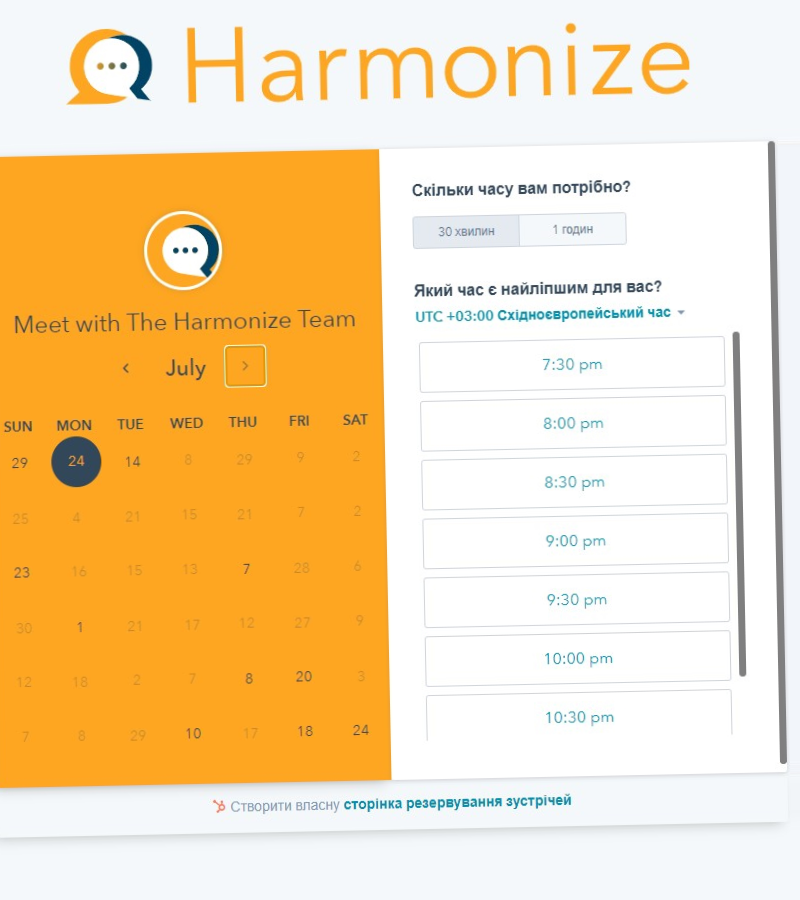 Harmonize
Meet with The Harmonize Team
July
SUN MON TUE WED THU FRI SAT
29 24 14 8 29 9 2
25 4 21 15 21 7 2
23 16 15 13 7 28 6
30 1 21 17 12 27 9
12 18 2 7 8 20 3
7 8 29 10 17 18 24
Скільки часу вам потрібно?
30 хвилин 1 годин
Який час є найліпшим для вас?
UTC +03:00 Східноєвропейський час
7:30 pm
8:00 pm
8:30 pm
9:00 pm
9:30 pm
10:00 pm
10:30 pm
Створити власну сторінка резервування зустрічей